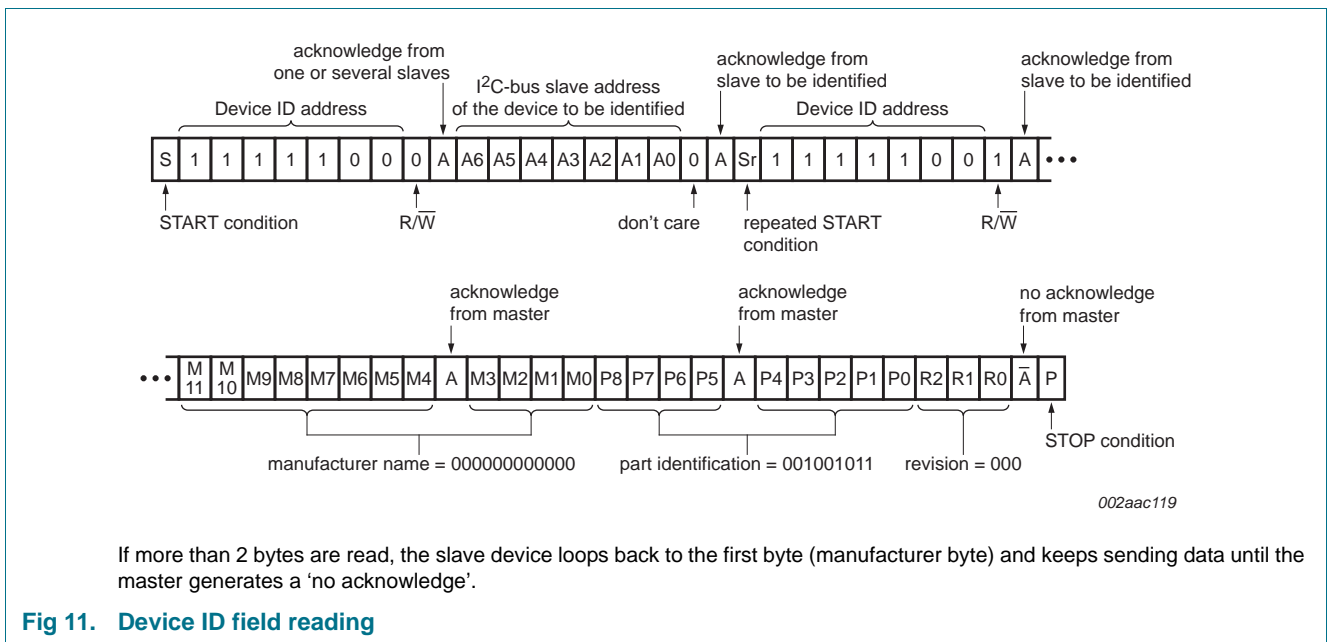 acknowledge from
one or several slaves
I2C-bus slave address
of the device to be identified
acknowledge from
slave to be identified
acknowledge from
slave to be identified
Device ID address
Device ID address
S 1 1 1 1 1 0 0 0 A A6 A5 A4 A3 A2 A1 A0 0 A Sr 1 1 1 1 1 0 0 1 A •••
START condition
R/W̅
don't care
repeated START
condition
R/W̅
acknowledge
from master
acknowledge
from master
no acknowledge
from master
••• M11 M10 M9 M8 M7 M6 M5 M4 A M3 M2 M1 M0 P8 P7 P6 P5 A P4 P3 P2 P1 P0 R2 R1 R0 A̅ P
STOP condition
manufacturer name = 000000000000
part identification = 001001011
revision = 000
002aac119
If more than 2 bytes are read, the slave device loops back to the first byte (manufacturer byte) and keeps sending data until the
master generates a ‘no acknowledge’.
Fig 11. Device ID field reading